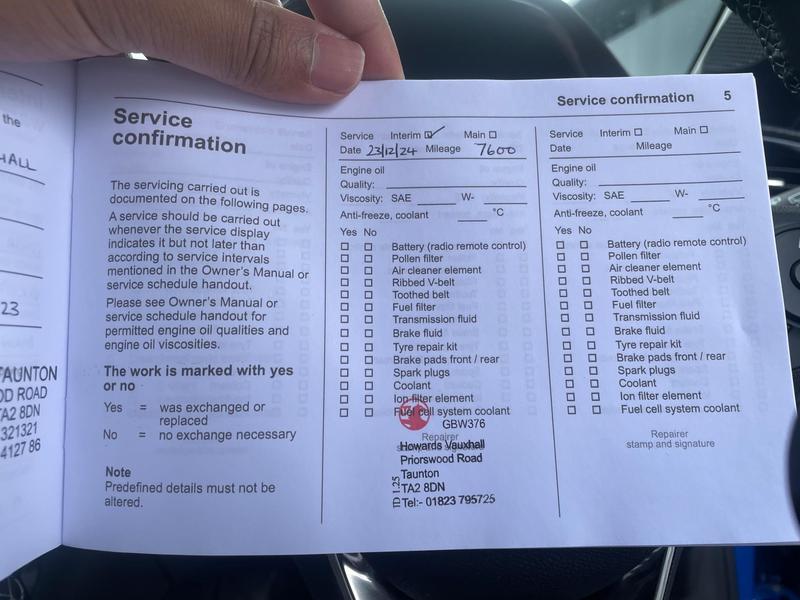 the
HALL
23
TAUNTON
OD ROAD
TA2 8DN
321321
4127 86
Service confirmation 5
Service
confirmation
The servicing carried out is
documented on the following pages.
A service should be carried out
whenever the service display
indicates it but not later than
according to service intervals
mentioned in the Owner's Manual or
service schedule handout.
Please see Owner's Manual or
service schedule handout for
permitted engine oil qualities and
engine oil viscosities.
The work is marked with yes
or no
Yes = was exchanged or
replaced
No = no exchange necessary
Note
Predefined details must not be
altered.
Service Interim ☑ Main ☐
Date 23/12/24 Mileage 7600
Engine oil
Quality:
Viscosity: SAE W-
Anti-freeze, coolant °C
Yes No
☐ ☐ Battery (radio remote control)
☐ ☐ Pollen filter
☐ ☐ Air cleaner element
☐ ☐ Ribbed V-belt
☐ ☐ Toothed belt
☐ ☐ Fuel filter
☐ ☐ Transmission fluid
☐ ☐ Brake fluid
☐ ☐ Tyre repair kit
☐ ☐ Brake pads front / rear
☐ ☐ Spark plugs
☐ ☐ Coolant
☐ ☐ Ion filter element
☐ ☐ Fuel cell system coolant
GBW376
Repairer
stamp and signature
Howards Vauxhall
Priorswood Road
Taunton
TA2 8DN
Tel:- 01823 795725
ID 1.25
Service Interim ☐ Main ☐
Date Mileage
Engine oil
Quality:
Viscosity: SAE W-
Anti-freeze, coolant °C
Yes No
☐ ☐ Battery (radio remote control)
☐ ☐ Pollen filter
☐ ☐ Air cleaner element
☐ ☐ Ribbed V-belt
☐ ☐ Toothed belt
☐ ☐ Fuel filter
☐ ☐ Transmission fluid
☐ ☐ Brake fluid
☐ ☐ Tyre repair kit
☐ ☐ Brake pads front / rear
☐ ☐ Spark plugs
☐ ☐ Coolant
☐ ☐ Ion filter element
☐ ☐ Fuel cell system coolant
Repairer
stamp and signature